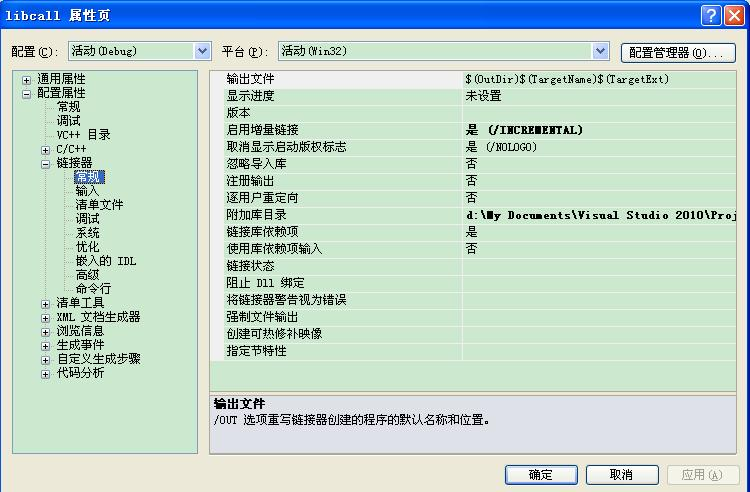 libcall 属性页
配置(C): 活动(Debug) 平台(P): 活动(Win32) 配置管理器(O)...
通用属性
配置属性
常规
调试
VC++ 目录
C/C++
链接器
常规
输入
清单文件
调试
系统
优化
嵌入的 IDL
高级
命令行
清单工具
XML 文档生成器
浏览信息
生成事件
自定义生成步骤
代码分析
输出文件 $(OutDir)$(TargetName)$(TargetExt)
显示进度 未设置
版本
启用增量链接 是 (/INCREMENTAL)
取消显示启动版权标志 是 (/NOLOGO)
忽略导入库 否
注册输出 否
逐用户重定向 否
附加库目录 d:\My Documents\Visual Studio 2010\Proj
链接库依赖项 是
使用库依赖项输入 否
链接状态
阻止 Dll 绑定
将链接器警告视为错误
强制文件输出
创建可热修补映像
指定节特性
输出文件
/OUT 选项重写链接器创建的程序的默认名称和位置。
确定 取消 应用(A)